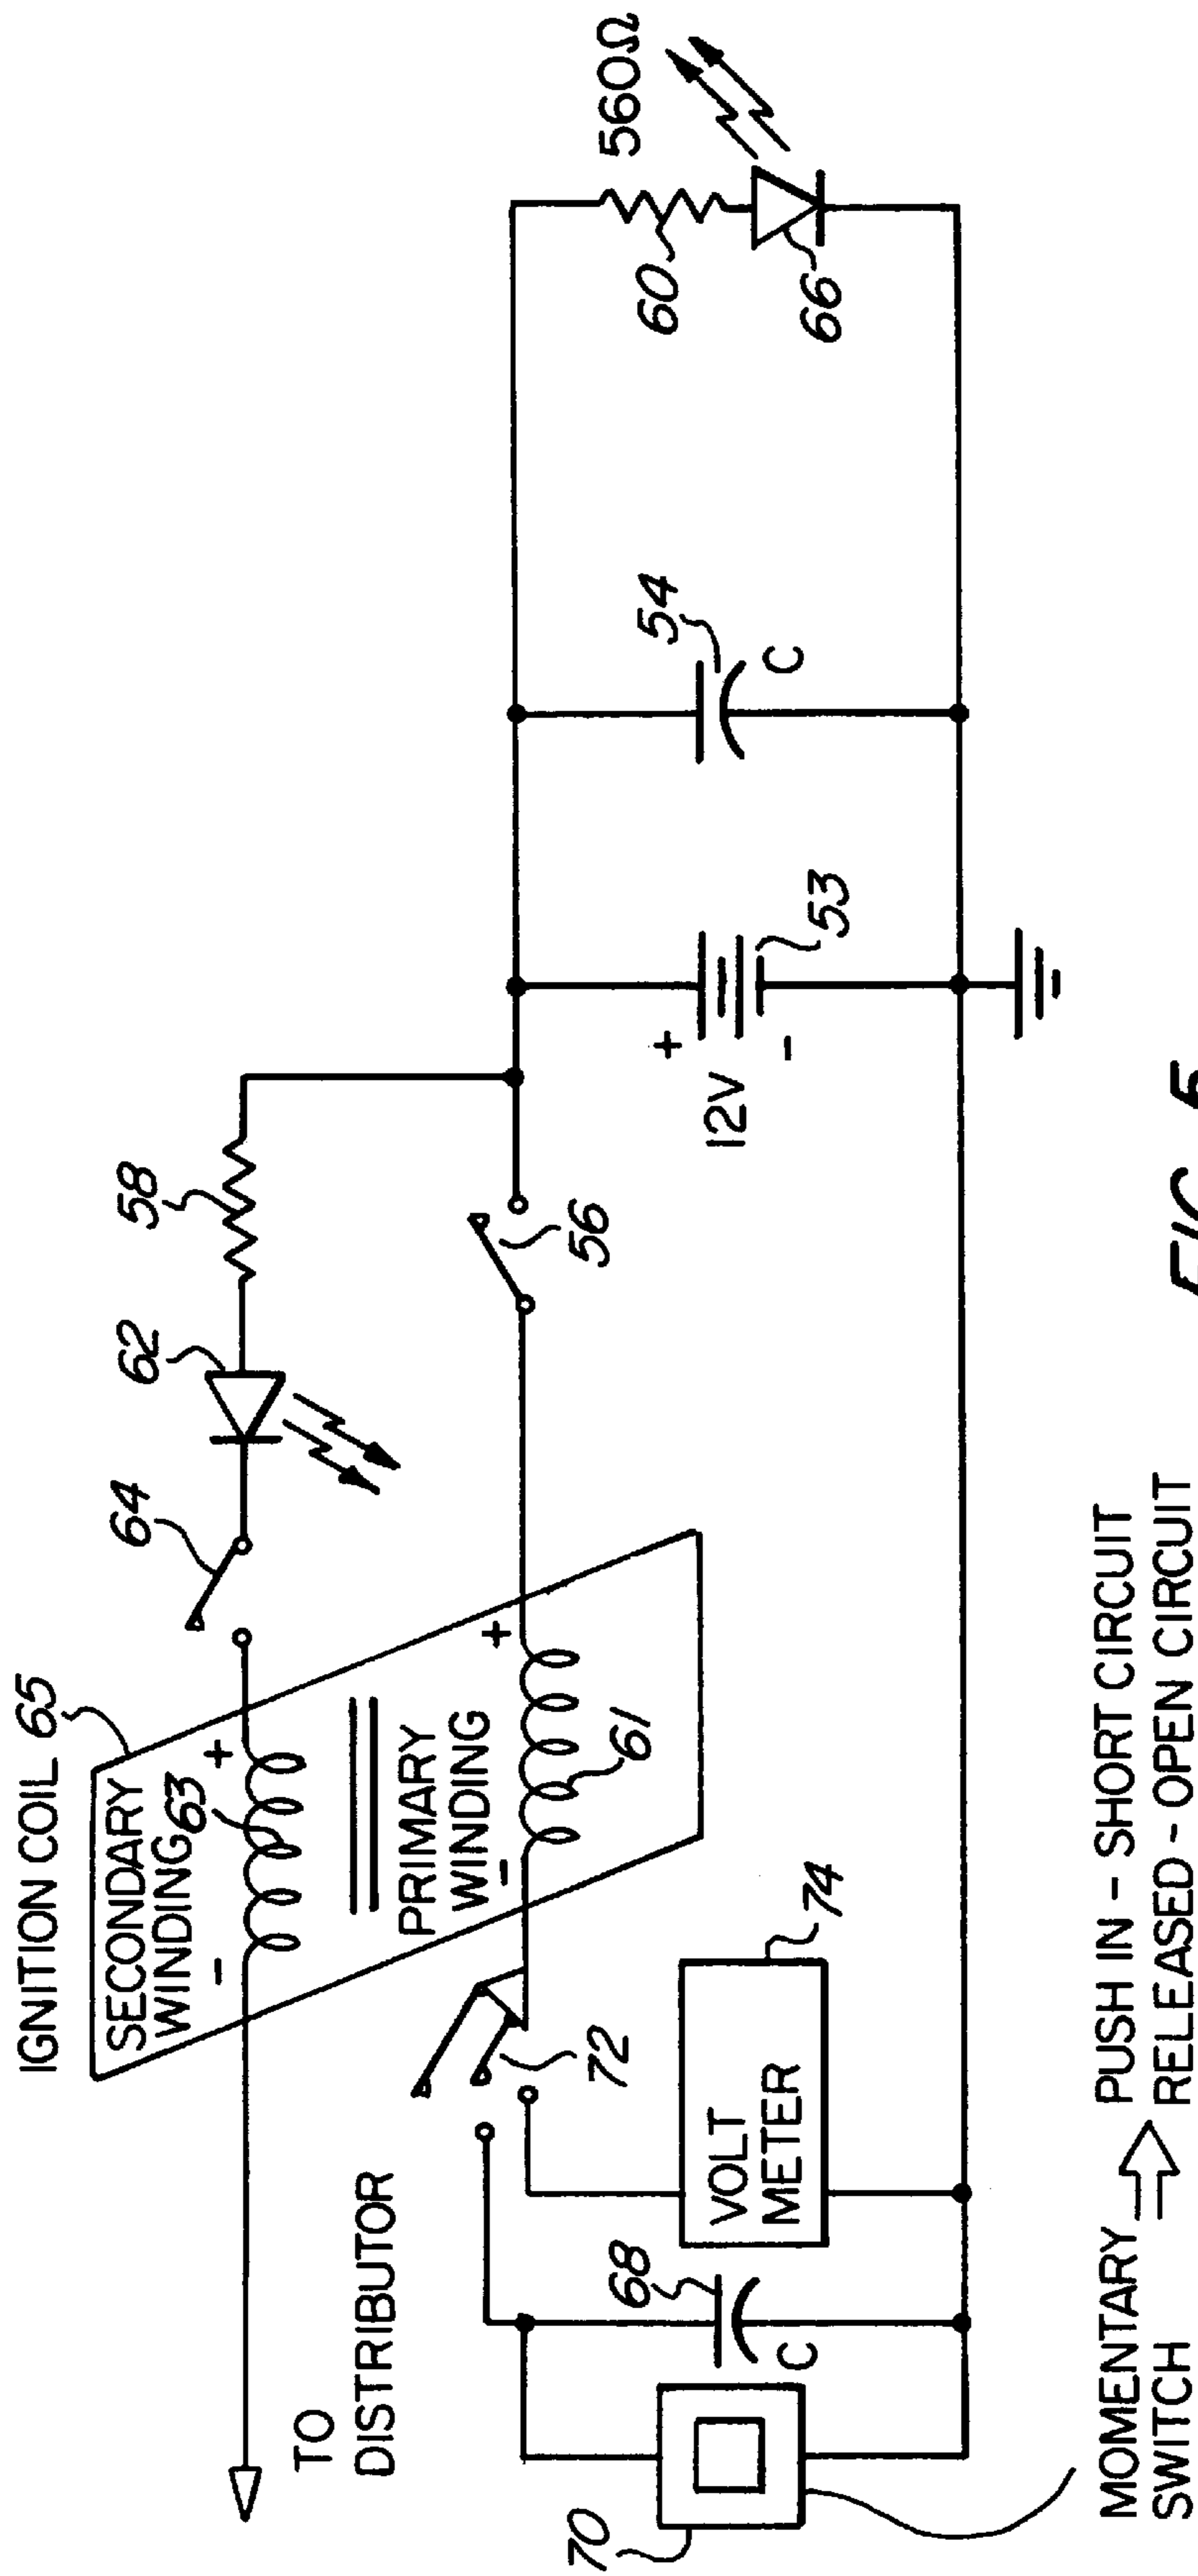 IGNITION COIL 65
SECONDARY
WINDING 63
-
+
64
62
58
TO
DISTRIBUTOR
PRIMARY
WINDING
-
+
61
72
56
70
68
C
VOLT
METER
74
12V
+
-
53
54
C
60
560Ω
66
MOMENTARY
SWITCH
PUSH IN - SHORT CIRCUIT
RELEASED - OPEN CIRCUIT